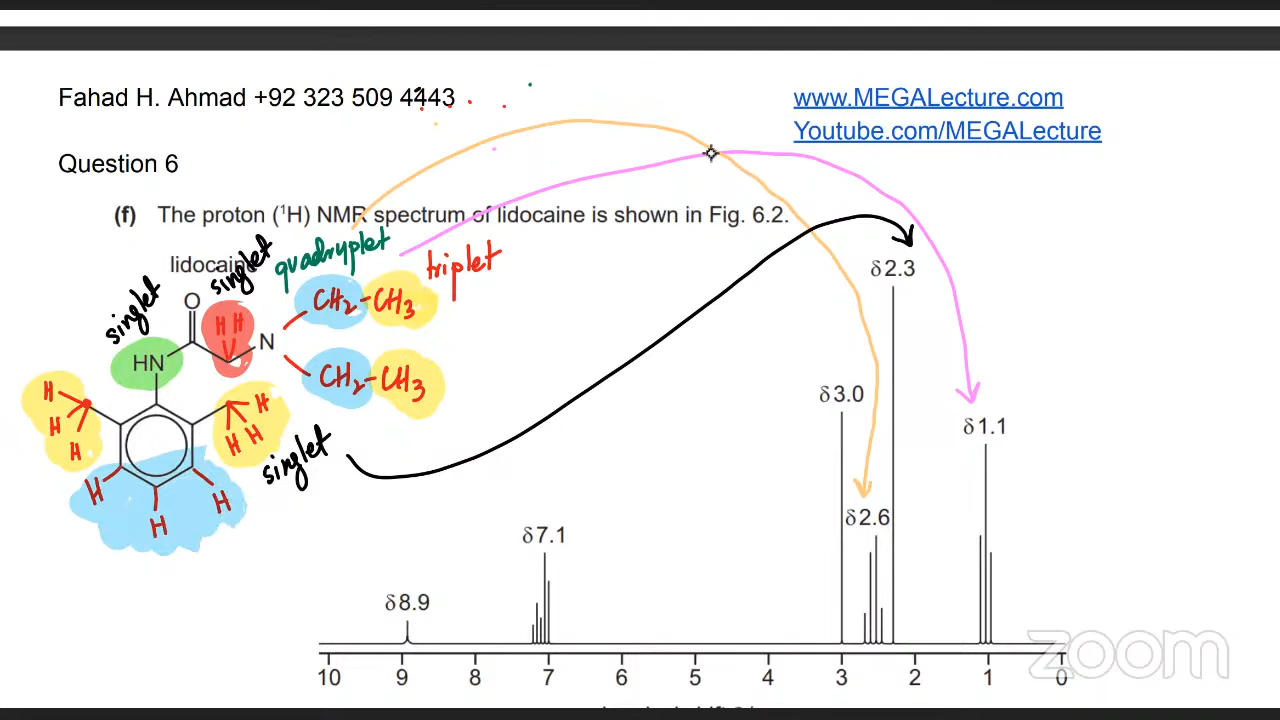 Fahad H. Ahmad +92 323 509 4443
www.MEGALecture.com
Youtube.com/MEGALecture
Question 6
(f) The proton (¹H) NMR spectrum of lidocaine is shown in Fig. 6.2.
lidocaine
singlet
singlet
quadruplet
triplet
O
H H
N
CH2-CH3
CH2-CH3
HN
H
H
H
H
H H
singlet
H
H
H
δ8.9
δ7.1
δ3.0
δ2.6
δ2.3
δ1.1
10 9 8 7 6 5 4 3 2 1 0
zoom